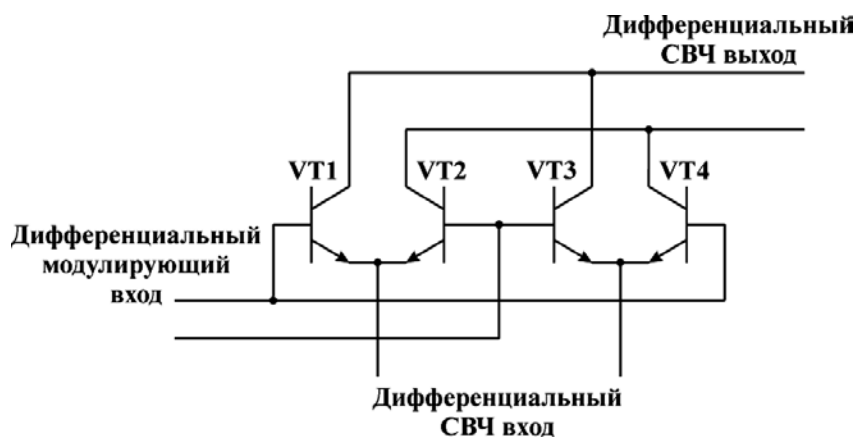 Дифференциальный
СВЧ выход
VT1 VT2 VT3 VT4
Дифференциальный
модулирующий
вход
Дифференциальный
СВЧ вход